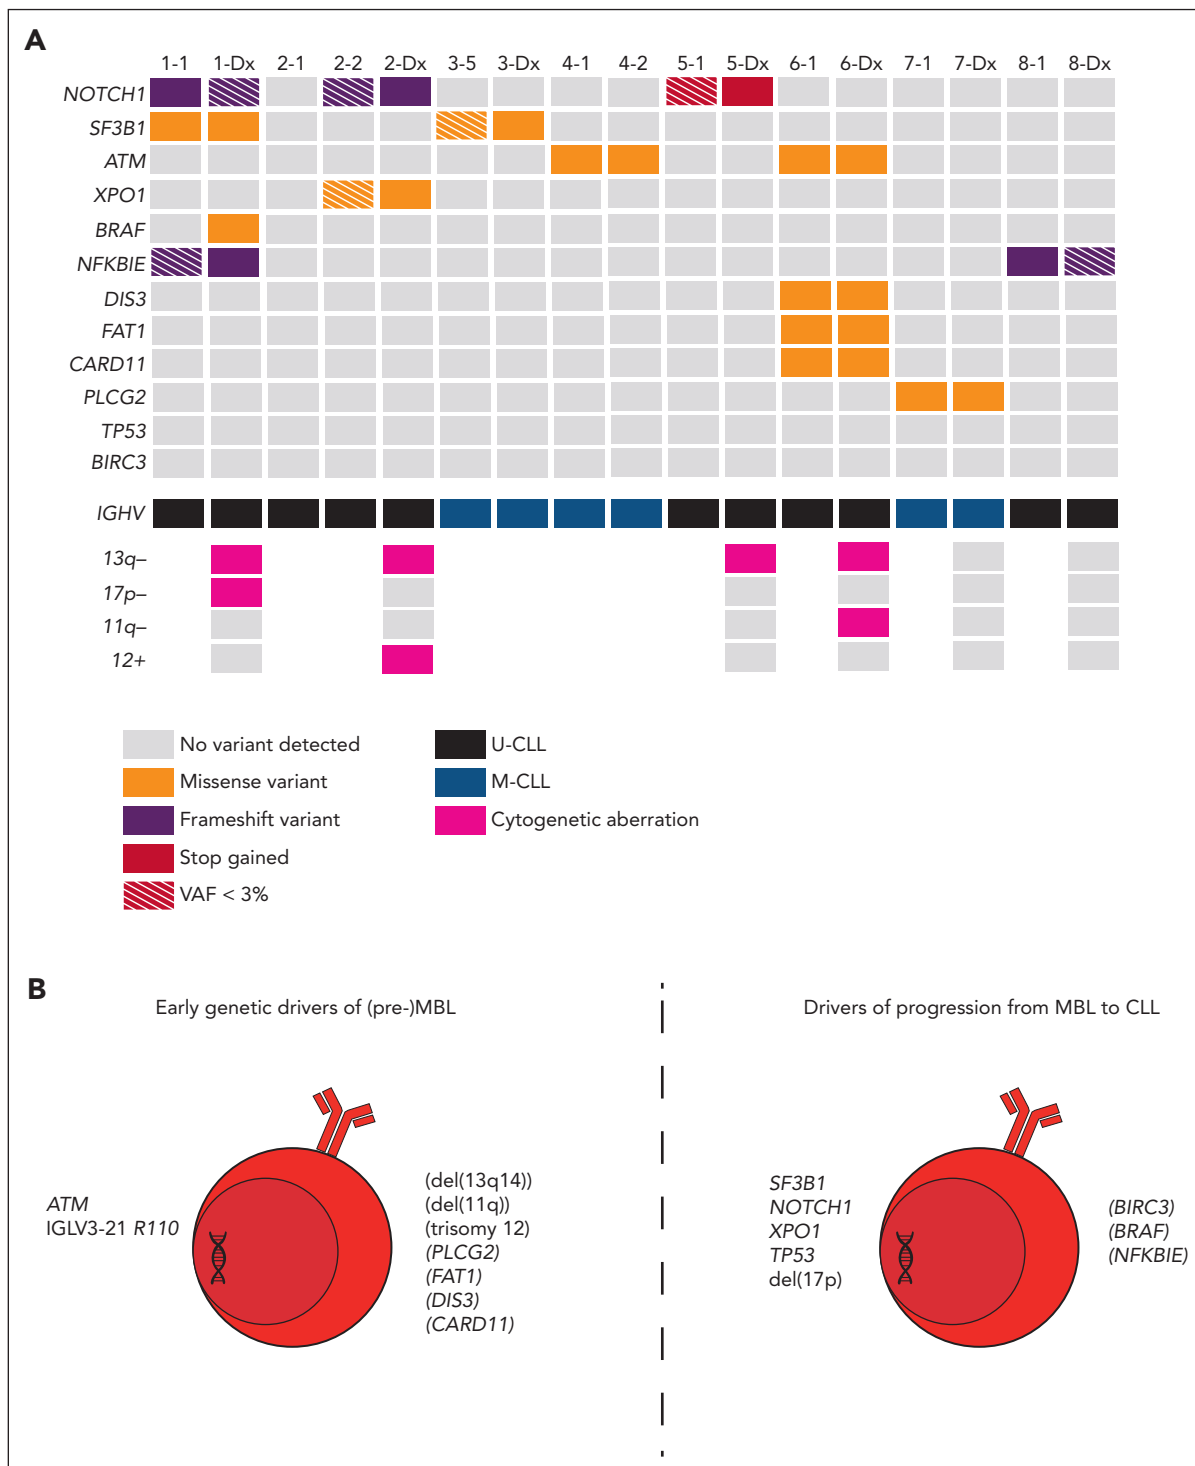 A
1-1 1-Dx 2-1 2-2 2-Dx 3-5 3-Dx 4-1 4-2 5-1 5-Dx 6-1 6-Dx 7-1 7-Dx 8-1 8-Dx
NOTCH1
SF3B1
ATM
XPO1
BRAF
NFKBIE
DIS3
FAT1
CARD11
PLCG2
TP53
BIRC3
IGHV
13q–
17p–
11q–
12+
No variant detected
Missense variant
Frameshift variant
Stop gained
VAF < 3%
U-CLL
M-CLL
Cytogenetic aberration
B
Early genetic drivers of (pre-)MBL
ATM
IGLV3-21 R110
(del(13q14))
(del(11q))
(trisomy 12)
(PLCG2)
(FAT1)
(DIS3)
(CARD11)
Drivers of progression from MBL to CLL
SF3B1
NOTCH1
XPO1
TP53
del(17p)
(BIRC3)
(BRAF)
(NFKBIE)